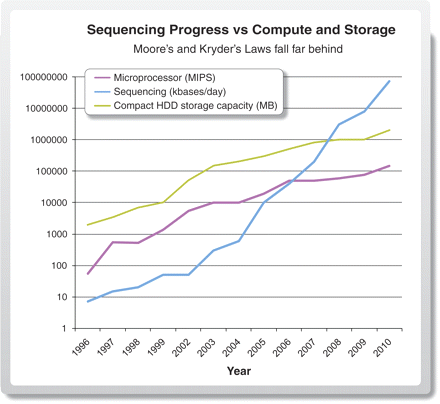 Sequencing Progress vs Compute and Storage
Moore's and Kryder's Laws fall far behind
Microprocessor (MIPS)
Sequencing (kbases/day)
Compact HDD storage capacity (MB)
100000000
10000000
1000000
100000
10000
1000
100
10
1
1996 1997 1998 1999 2002 2003 2004 2005 2006 2007 2008 2009 2010
Year